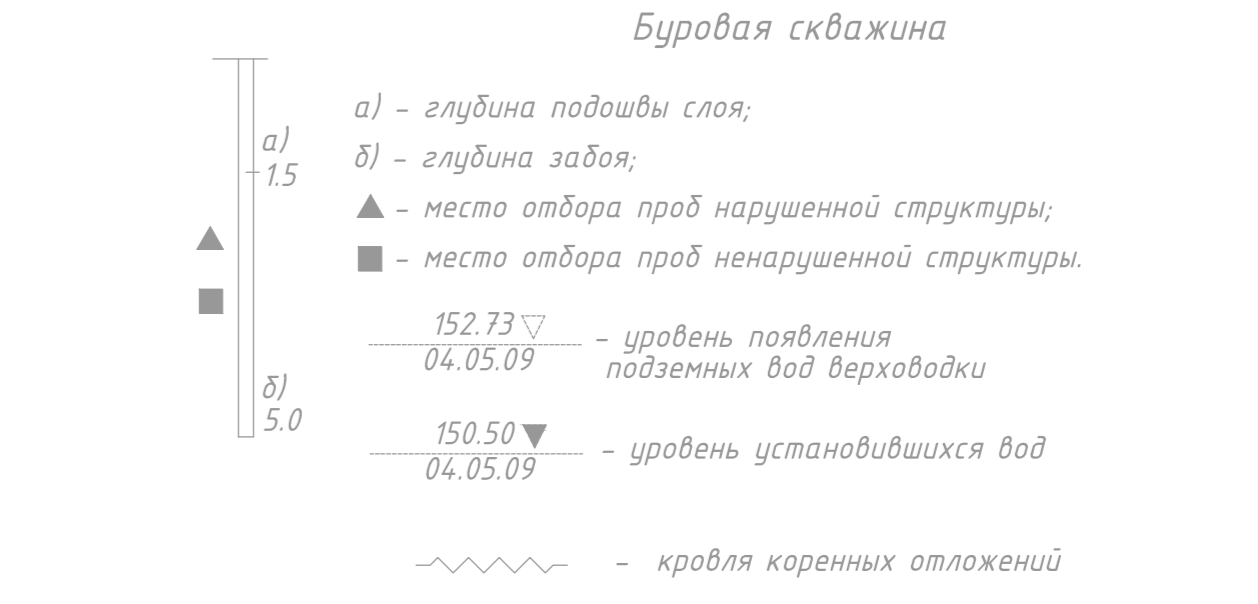 Буровая скважина
а) – глубина подошвы слоя;
а)
б) – глубина забоя;
1.5
– место отбора проб нарушенной структуры;
– место отбора проб ненарушенной структуры.
152.73
04.05.09
– уровень появления
подземных вод верховодки
б)
5.0
150.50
04.05.09
– уровень установившихся вод
– кровля коренных отложений